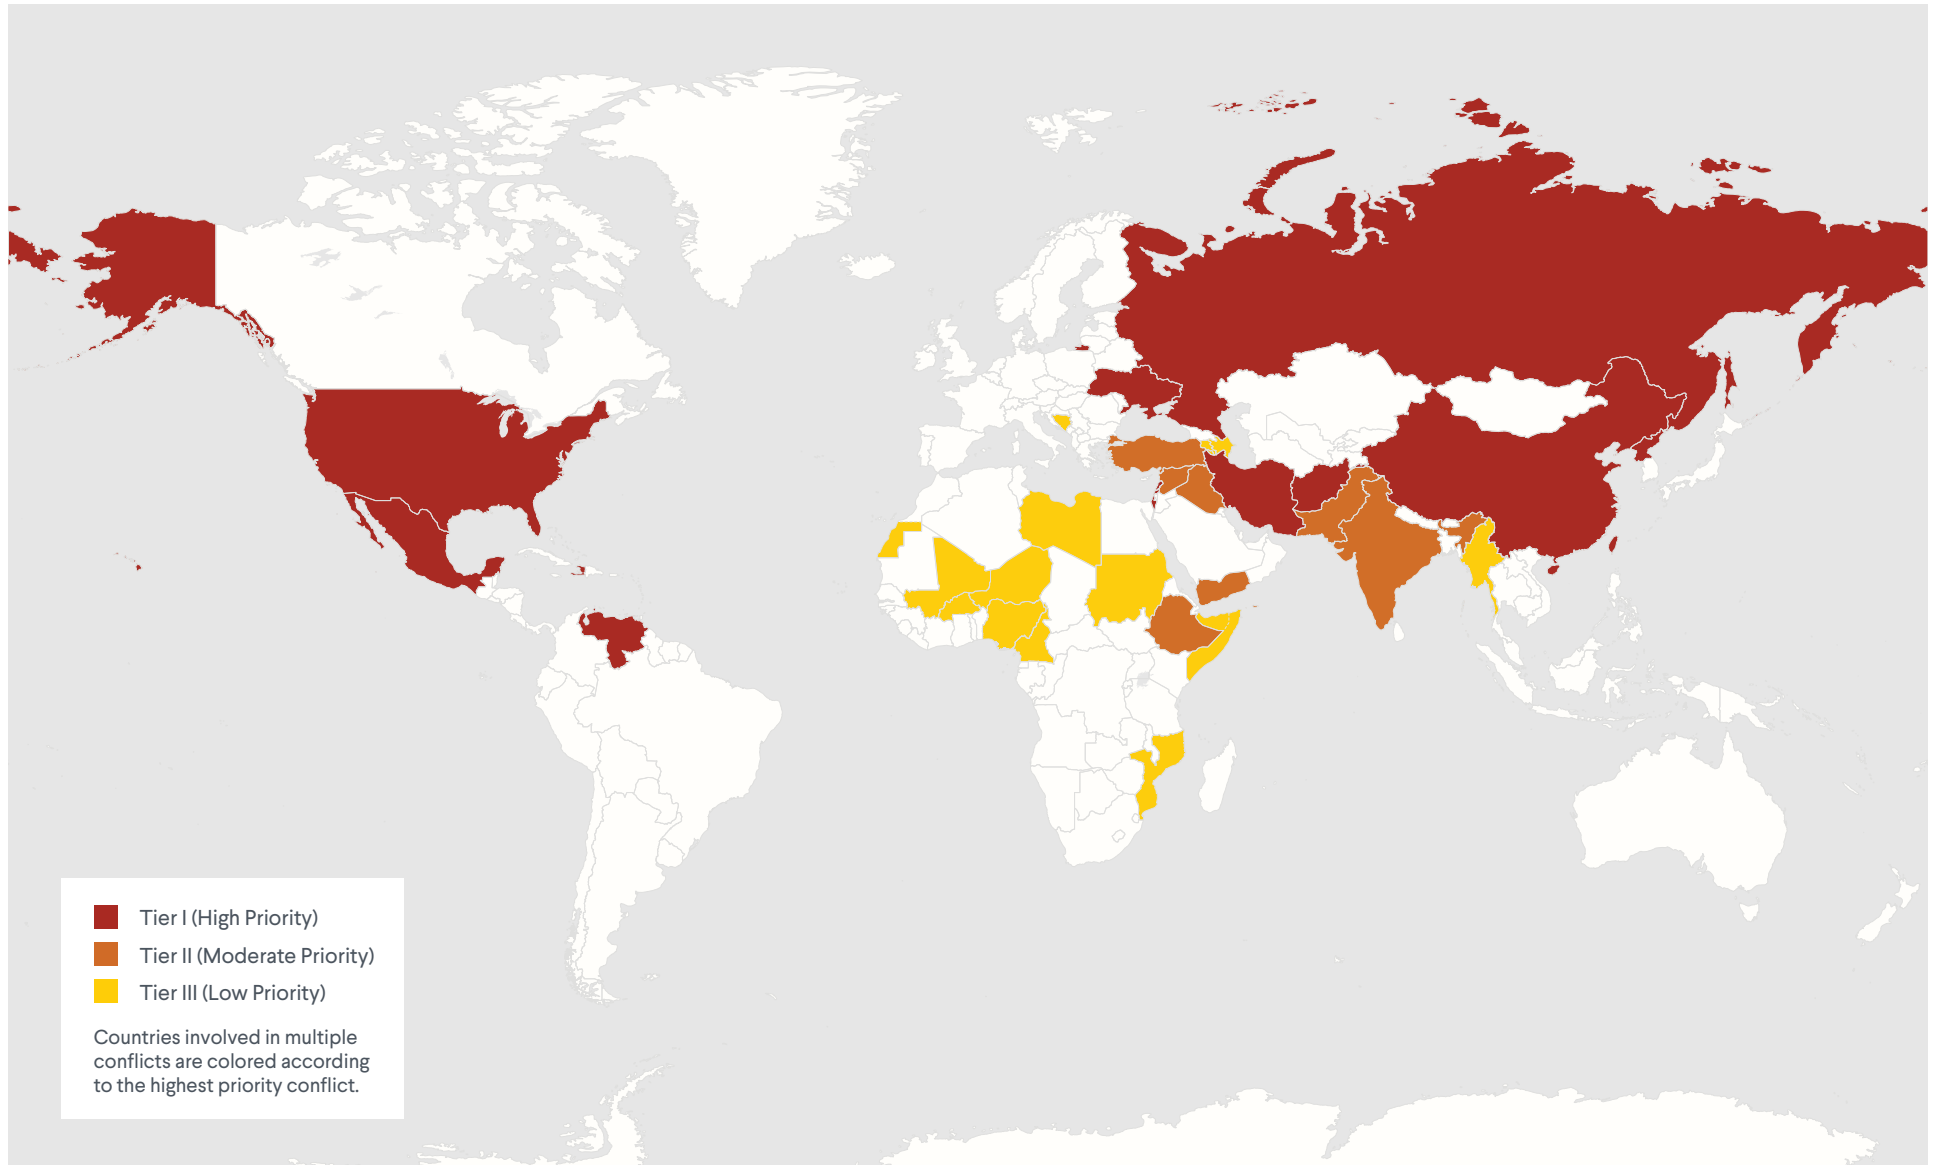 Tier I (High Priority)
Tier II (Moderate Priority)
Tier III (Low Priority)
Countries involved in multiple
conflicts are colored according
to the highest priority conflict.